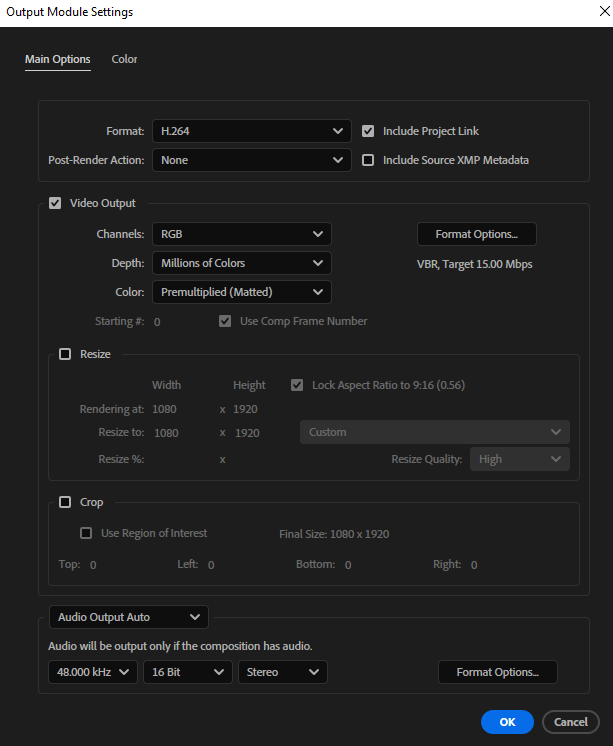 Output Module Settings
Main Options Color
Format: H.264 Include Project Link
Post-Render Action: None Include Source XMP Metadata
Video Output
Channels: RGB Format Options...
Depth: Millions of Colors VBR, Target 15.00 Mbps
Color: Premultiplied (Matted)
Starting #: 0 Use Comp Frame Number
Resize
Width Height Lock Aspect Ratio to 9:16 (0.56)
Rendering at: 1080 x 1920
Resize to: 1080 x 1920 Custom
Resize %: x Resize Quality: High
Crop
Use Region of Interest Final Size: 1080 x 1920
Top: 0 Left: 0 Bottom: 0 Right: 0
Audio Output Auto
Audio will be output only if the composition has audio.
48.000 kHz 16 Bit Stereo Format Options...
OK Cancel